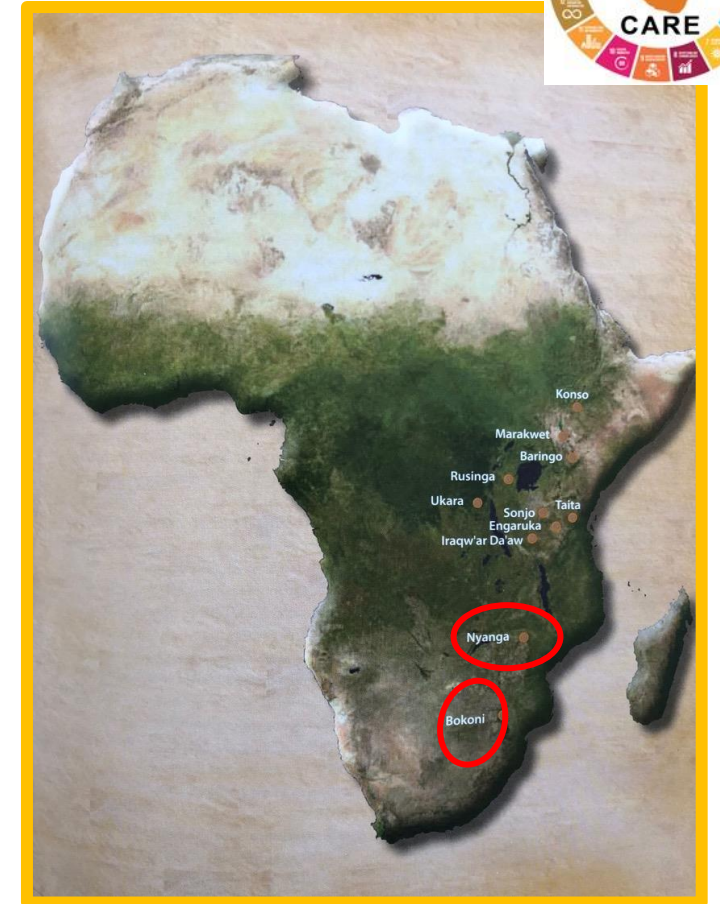 CARE
Konso
Marakwet
Baringo
Rusinga
Ukara
Sonjo
Taita
Engaruka
Iraqw'ar Da'aw
Nyanga
Bokoni